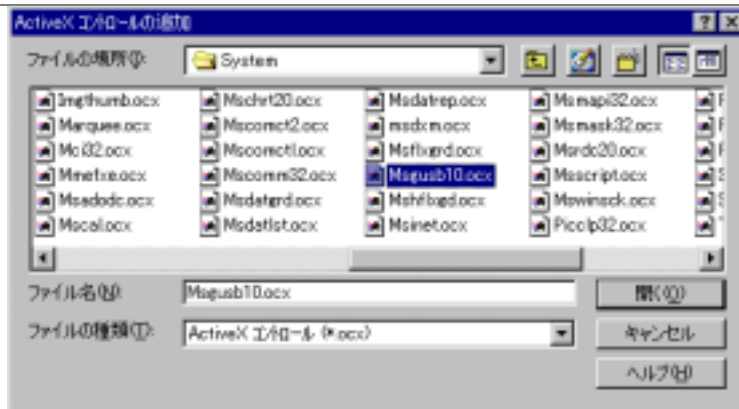 ActiveX コントロールの追加
ファイルの場所(I):
System
Imgthumb.ocx Mschrt20.ocx Msdatrep.ocx Msmapi32.ocx
Marquee.ocx Mscomct2.ocx msdxm.ocx Msmask32.ocx
Mci32.ocx Mscomctl.ocx Msflxgrd.ocx Msrdc20.ocx
Mmefxe.ocx Mscomm32.ocx Msgusb10.ocx Msscript.ocx
Msadodc.ocx Msdatgrd.ocx Mshflxgd.ocx Mswinsck.ocx
Mscal.ocx Msdatlst.ocx Msinet.ocx Picclp32.ocx
ファイル名(N): Msgusb10.ocx 開く(O)
ファイルの種類(T): ActiveX コントロール (*.ocx) キャンセル
ヘルプ(H)